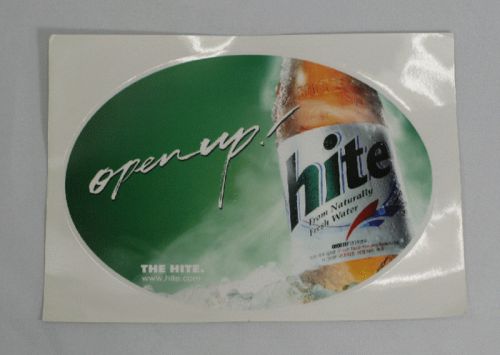 open up!
hite
From Naturally
Fresh Water
THE HITE.
www.hite.com